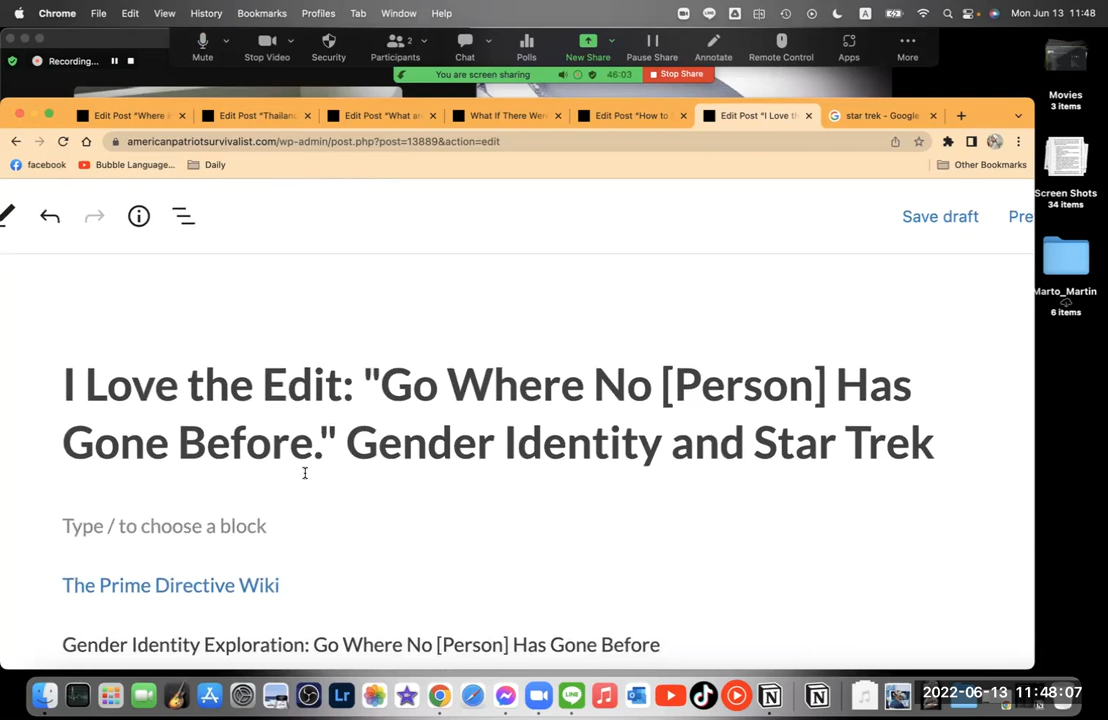 Chrome File Edit View History Bookmarks Profiles Tab Window Help A Mon Jun 13 11:48
Recording...
Mute Stop Video Security Participants 2 Chat Polls New Share Pause Share Annotate Remote Control Apps More
You are screen sharing 46:03 Stop Share
Movies
3 items
Edit Post "Where i Edit Post "Thailand Edit Post "What ar What If There Wer Edit Post "How to Edit Post "I Love th star trek - Google
americanpatriotsurvivalist.com/wp-admin/post.php?post=13889&action=edit
facebook Bubble Language... Daily Other Bookmarks
Screen Shots
34 items
Save draft Pre
Marto_Martin
6 items
I Love the Edit: "Go Where No [Person] Has
Gone Before." Gender Identity and Star Trek
Type / to choose a block
The Prime Directive Wiki
Gender Identity Exploration: Go Where No [Person] Has Gone Before
Lr
LINE
2022-06-13 11:48:07